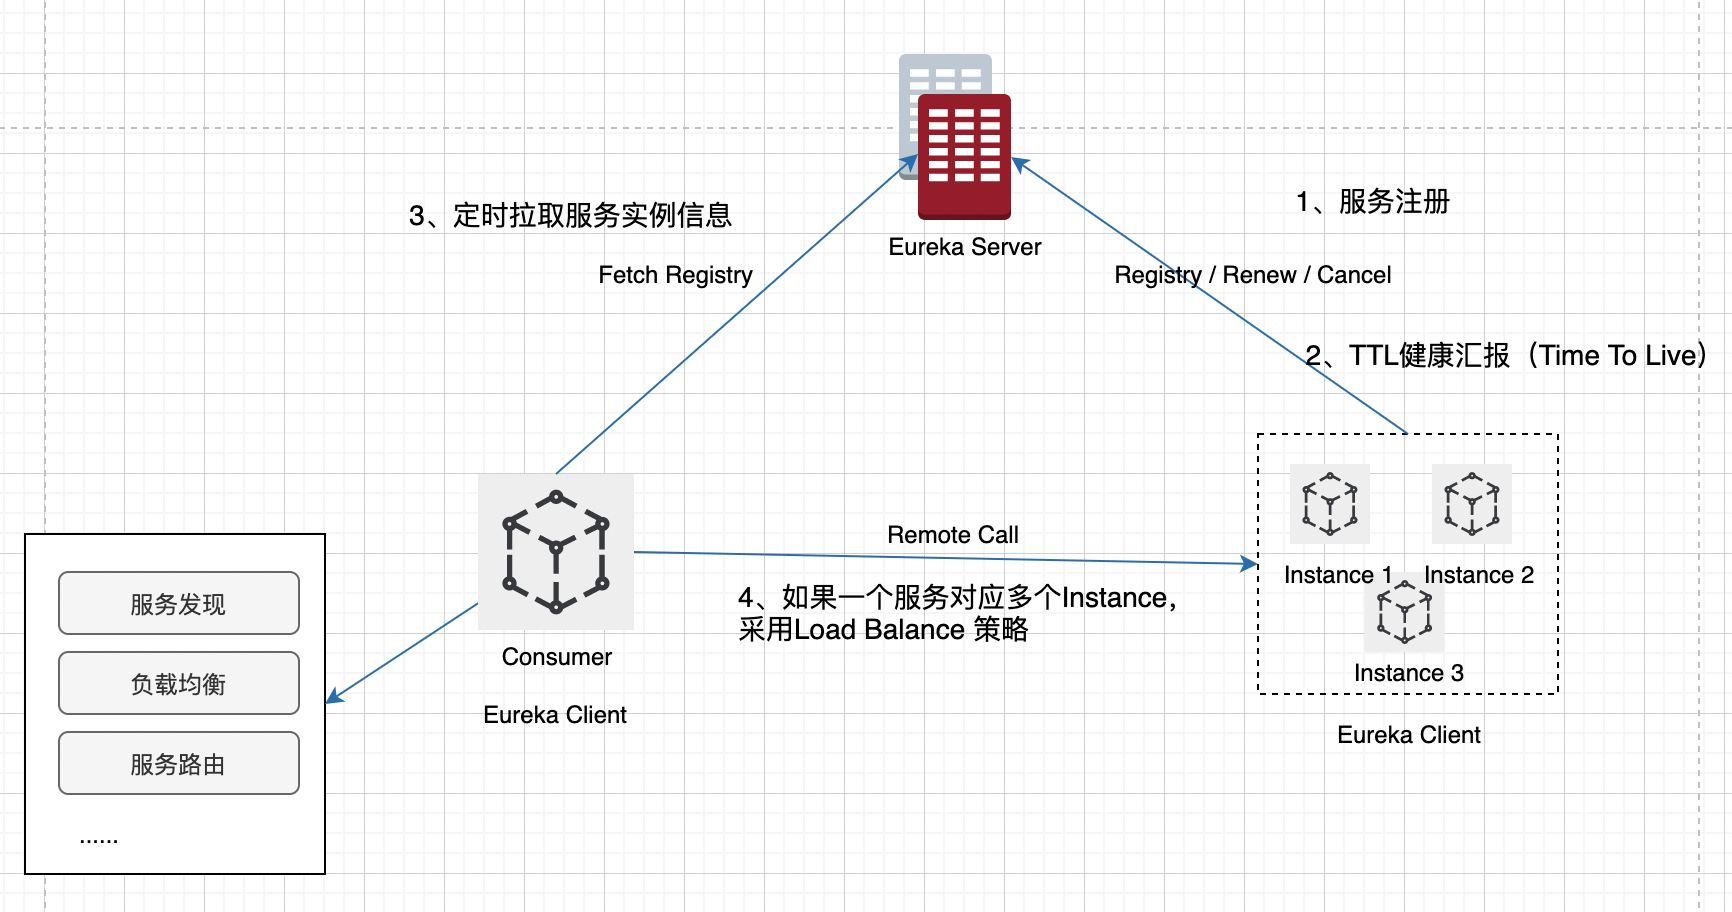 Eureka Server
1、服务注册
3、定时拉取服务实例信息
Fetch Registry
Registry / Renew / Cancel
2、TTL健康汇报（Time To Live）
Remote Call
4、如果一个服务对应多个Instance，
采用Load Balance 策略
Instance 1
Instance 2
Instance 3
Eureka Client
Consumer
Eureka Client
服务发现
负载均衡
服务路由
......